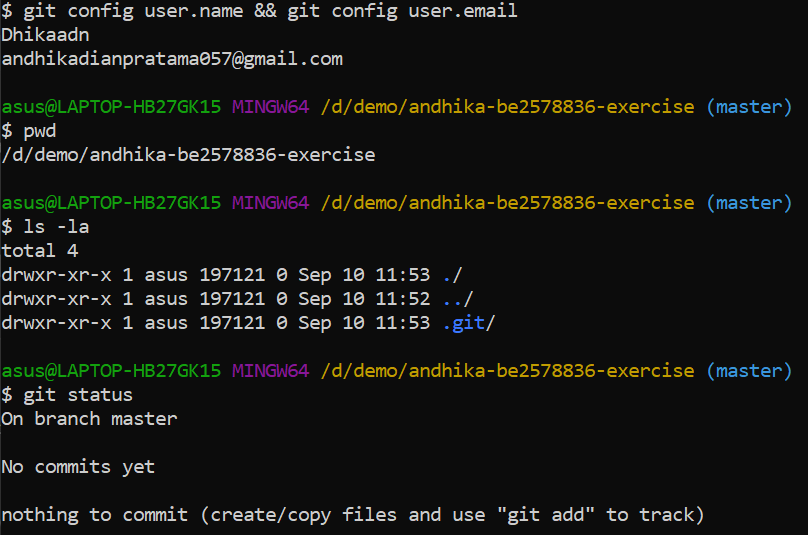 $ git config user.name && git config user.email
Dhikaadn
andhikadianpratama057@gmail.com
asus@LAPTOP-HB27GK15 MINGW64 /d/demo/andhika-be2578836-exercise (master)
$ pwd
/d/demo/andhika-be2578836-exercise
asus@LAPTOP-HB27GK15 MINGW64 /d/demo/andhika-be2578836-exercise (master)
$ ls -la
total 4
drwxr-xr-x 1 asus 197121 0 Sep 10 11:53 ./
drwxr-xr-x 1 asus 197121 0 Sep 10 11:52 ../
drwxr-xr-x 1 asus 197121 0 Sep 10 11:53 .git/
asus@LAPTOP-HB27GK15 MINGW64 /d/demo/andhika-be2578836-exercise (master)
$ git status
On branch master
No commits yet
nothing to commit (create/copy files and use "git add" to track)